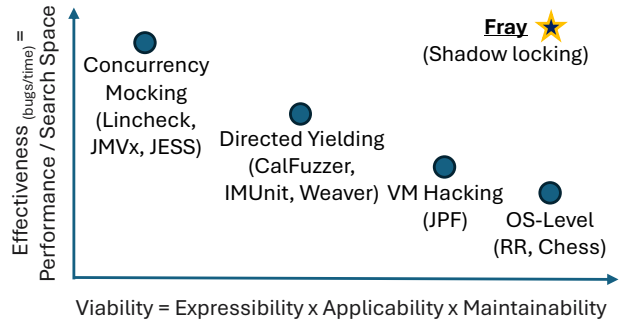 Effectiveness (bugs/time) =
Performance / Search Space
Fray
(Shadow locking)
Concurrency
Mocking
(Lincheck,
JMVx, JESS)
Directed Yielding
(CalFuzzer,
IMUnit, Weaver)
VM Hacking
(JPF)
OS-Level
(RR, Chess)
Viability = Expressibility x Applicability x Maintainability